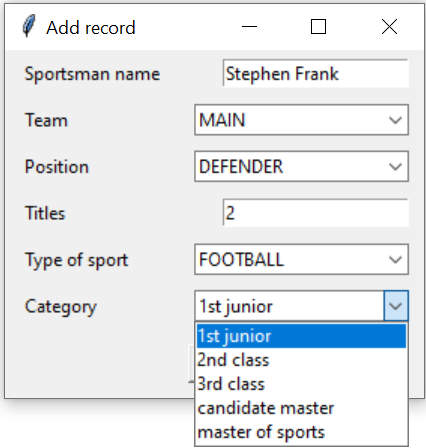 Add record
Sportsman name Stephen Frank
Team MAIN
Position DEFENDER
Titles 2
Type of sport FOOTBALL
Category 1st junior
1st junior
2nd class
3rd class
candidate master
master of sports